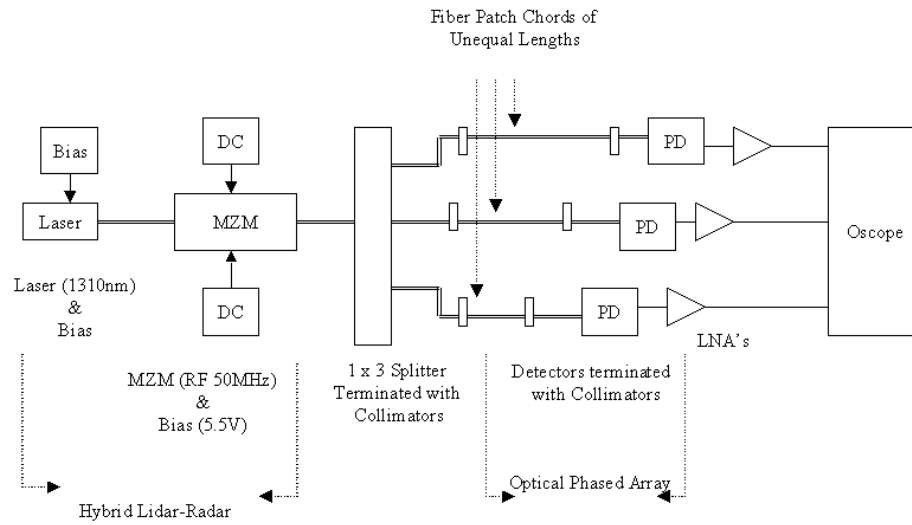 Fiber Patch Chords of
Unequal Lengths
Bias
DC
PD
Laser
MZM
PD
Oscope
DC
PD
Laser (1310nm)
&
Bias
LNA's
MZM (RF 50MHz)
&
Bias (5.5V)
1 x 3 Splitter
Terminated with
Collimators
Detectors terminated
with Collimators
Optical Phased Array
Hybrid Lidar-Radar